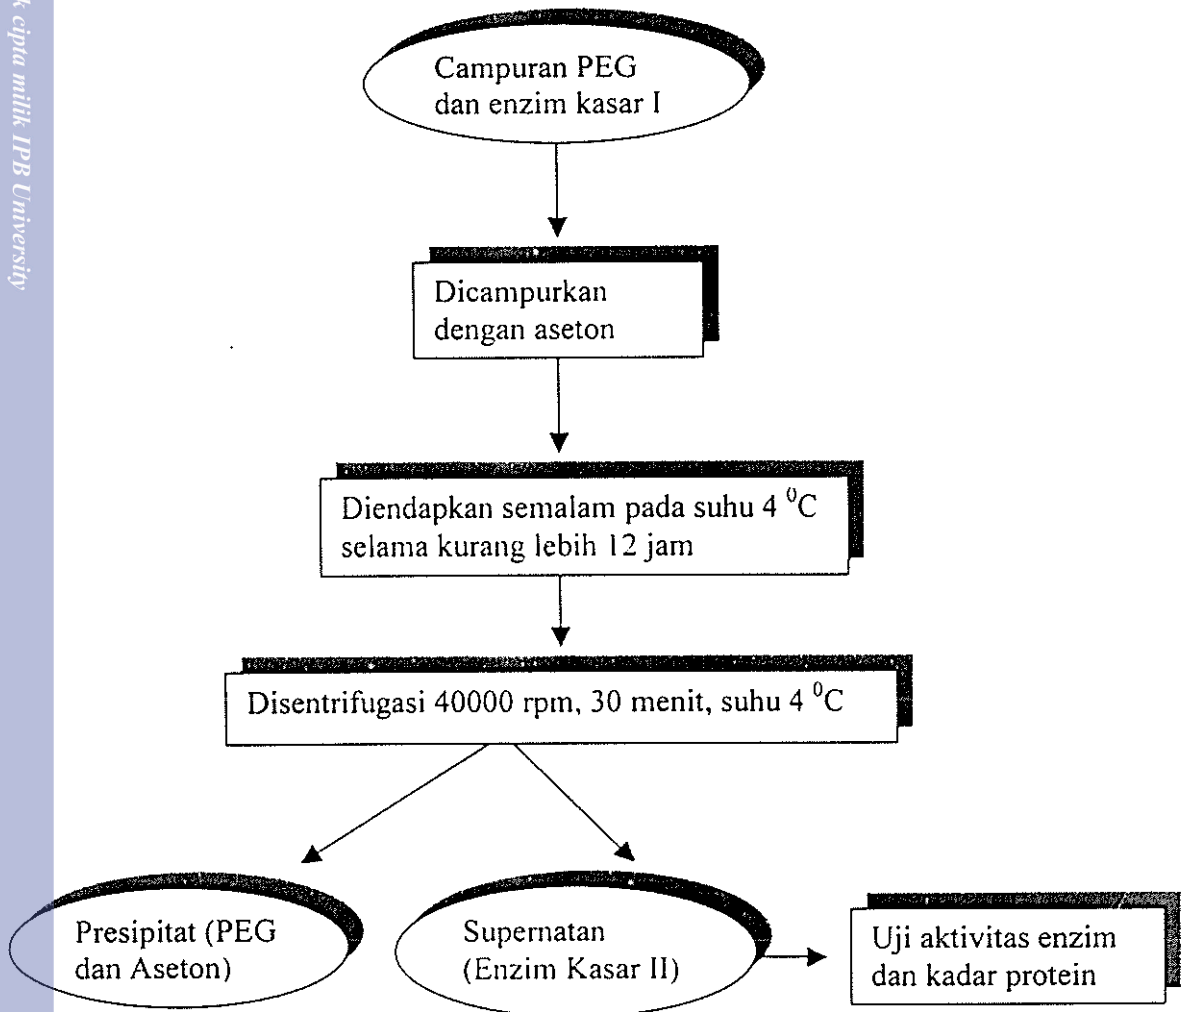 k cipta milik IPB University
Campuran PEG
dan enzim kasar I
Dicampurkan
dengan aseton
Diendapkan semalam pada suhu 4 ⁰C
selama kurang lebih 12 jam
Disentrifugasi 40000 rpm, 30 menit, suhu 4 ⁰C
Presipitat (PEG
dan Aseton)
Supernatan
(Enzim Kasar II)
Uji aktivitas enzim
dan kadar protein